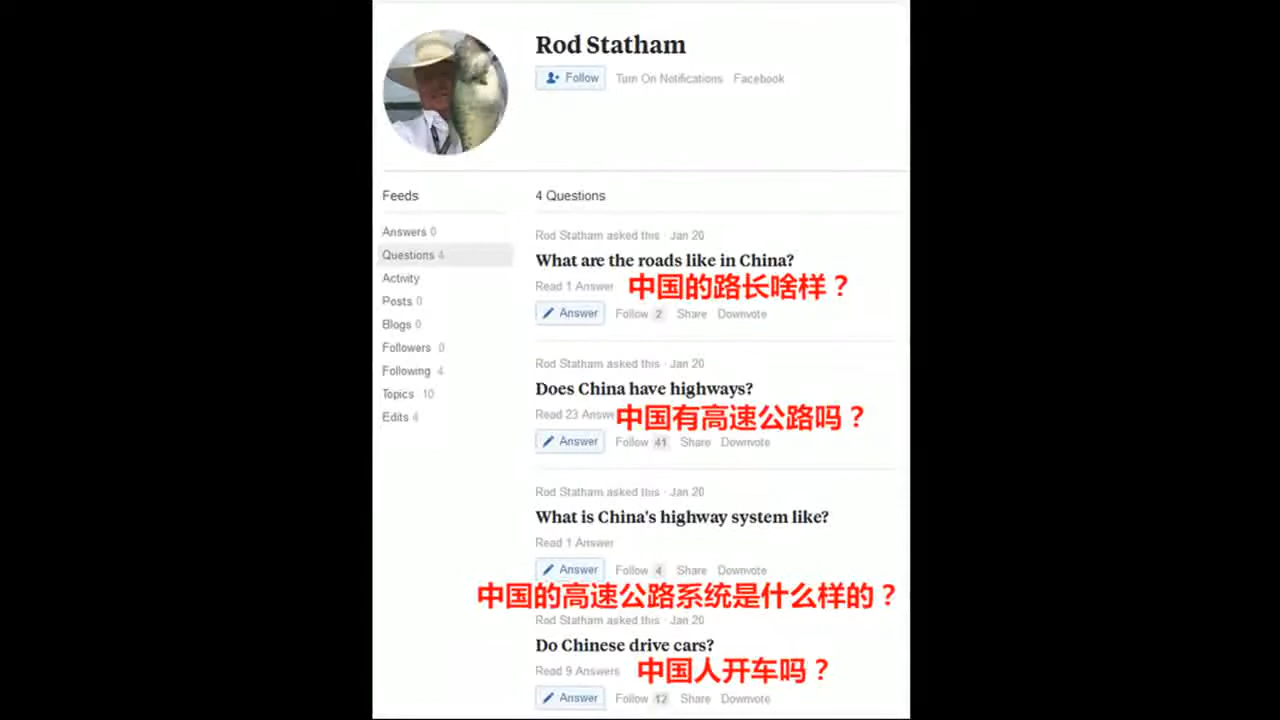 Rod Statham
Follow Turn On Notifications Facebook
Feeds
Answers 0
Questions 4
Activity
Posts 0
Blogs 0
Followers 0
Following 4
Topics 10
Edits 4
4 Questions
Rod Statham asked this · Jan 20
What are the roads like in China?
Read 1 Answer
中国的路长啥样？
Answer Follow 2 Share Downvote
Rod Statham asked this · Jan 20
Does China have highways?
Read 23 Answe
中国有高速公路吗？
Answer Follow 41 Share Downvote
Rod Statham asked this · Jan 20
What is China's highway system like?
Read 1 Answer
Answer Follow 4 Share Downvote
中国的高速公路系统是什么样的？
Rod Statham asked this · Jan 20
Do Chinese drive cars?
Read 9 Answers
中国人开车吗？
Answer Follow 12 Share Downvote